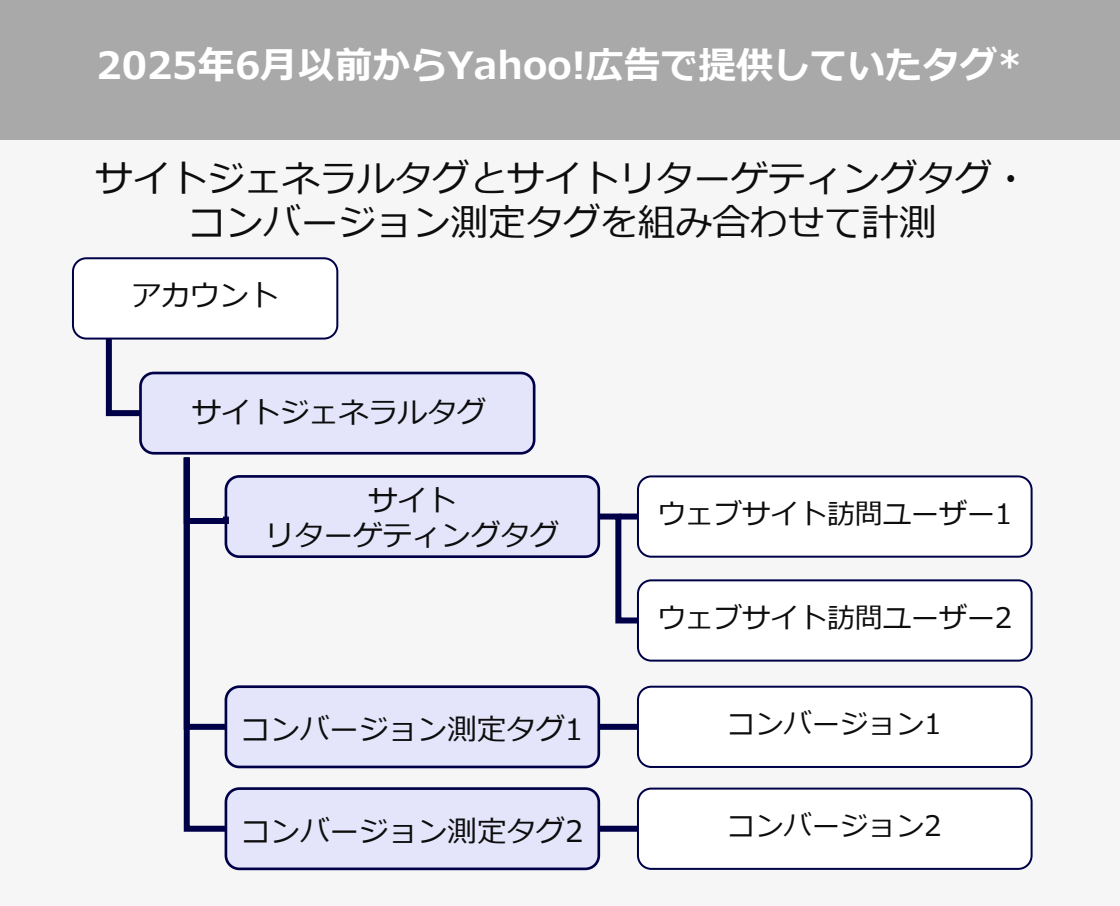 2025年6月以前からYahoo!広告で提供していたタグ*
サイトジェネラルタグとサイトリターゲティングタグ・
コンバージョン測定タグを組み合わせて計測
アカウント
サイトジェネラルタグ
サイト
リターゲティングタグ
ウェブサイト訪問ユーザー1
ウェブサイト訪問ユーザー2
コンバージョン測定タグ1
コンバージョン1
コンバージョン測定タグ2
コンバージョン2